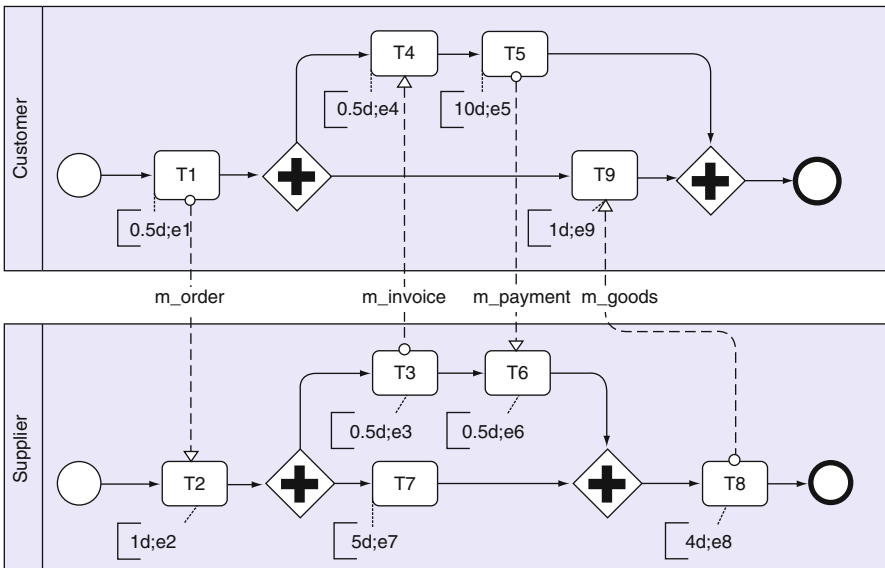 Customer
T4
T5
0.5d;e4
10d;e5
T1
T9
0.5d;e1
1d;e9
m_order
m_invoice
m_payment
m_goods
Supplier
T3
T6
0.5d;e3
0.5d;e6
T2
T7
T8
1d;e2
5d;e7
4d;e8